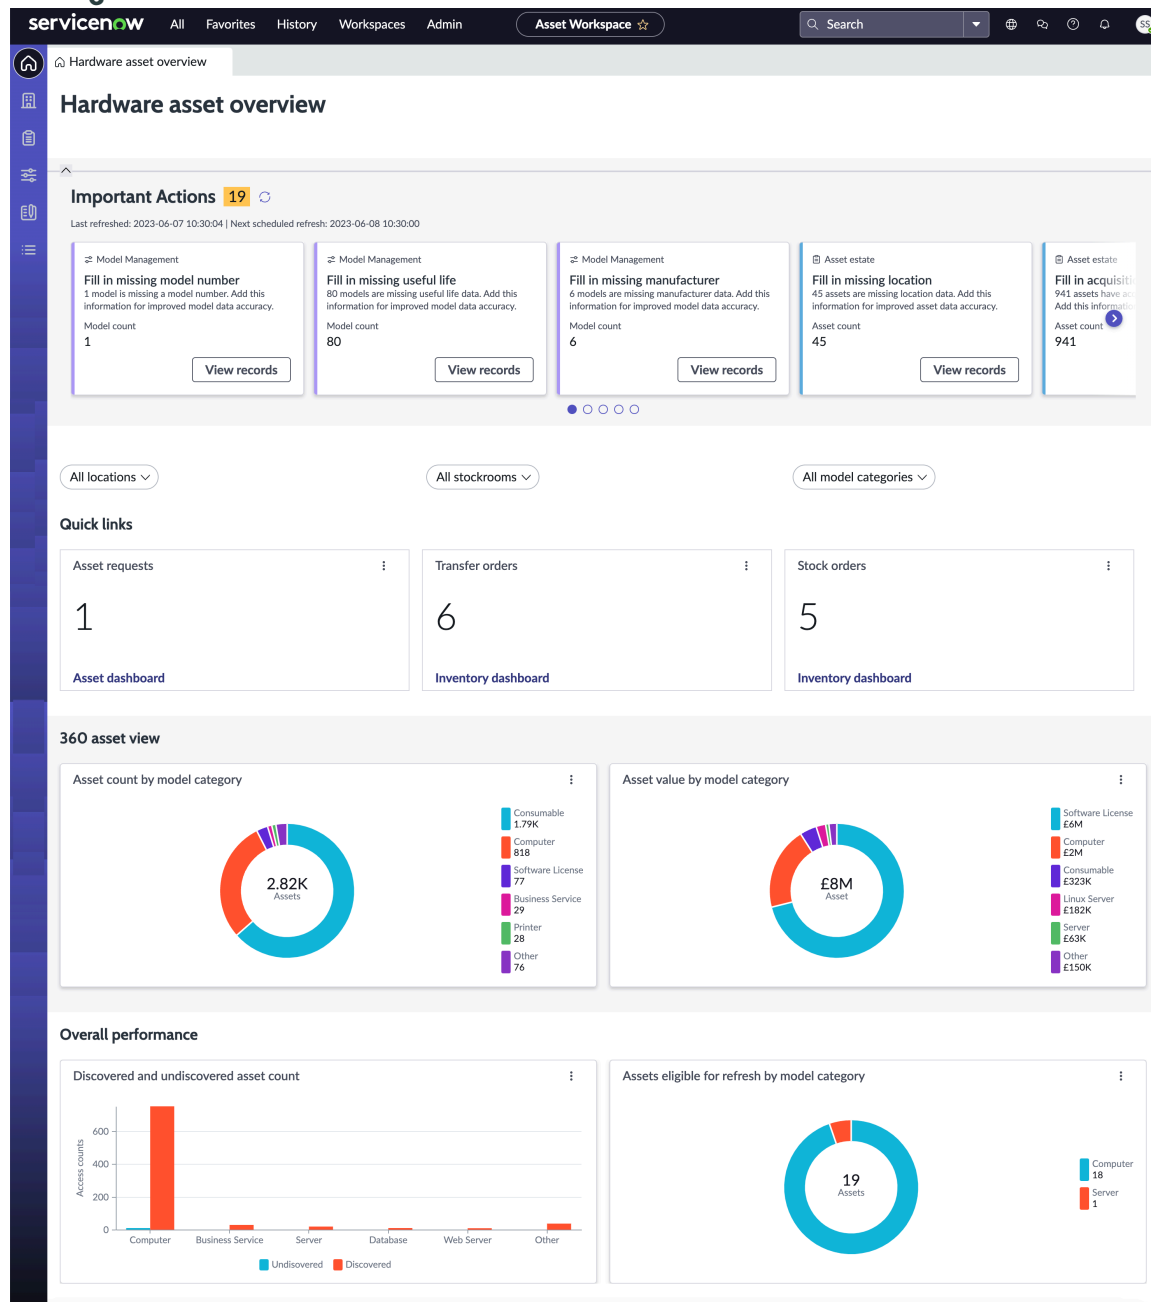 servicenow All Favorites History Workspaces Admin Asset Workspace Search SS
Hardware asset overview
Hardware asset overview
Important Actions 19
Last refreshed: 2023-06-07 10:30:04 | Next scheduled refresh: 2023-06-08 10:30:00
Model Management
Fill in missing model number
1 model is missing a model number. Add this
information for improved model data accuracy.
Model count
1
View records
Model Management
Fill in missing useful life
80 models are missing useful life data. Add this
information for improved model data accuracy.
Model count
80
View records
Model Management
Fill in missing manufacturer
6 models are missing manufacturer data. Add this
information for improved model data accuracy.
Model count
6
View records
Asset estate
Fill in missing location
45 assets are missing location data. Add this
information for improved asset data accuracy.
Asset count
45
View records
Asset estate
Fill in
941 assets have
Add this
Asset count
941
All locations
All stockrooms
All model categories
Quick links
Asset requests
1
Asset dashboard
Transfer orders
6
Inventory dashboard
Stock orders
5
Inventory dashboard
360 asset view
Asset count by model category
2.82K
Assets
Consumable
1.79K
Computer
818
Software License
77
Business Service
29
Printer
28
Other
76
Asset value by model category
£8M
Asset
Software License
£6M
Computer
£2M
Consumable
£323K
Linux Server
£182K
Server
£63K
Other
£150K
Overall performance
Discovered and undiscovered asset count
Access counts
600
400
200
0
Computer Business Service Server Database Web Server Other
Undisovered Discovered
Assets eligible for refresh by model category
19
Assets
Computer
18
Server
1